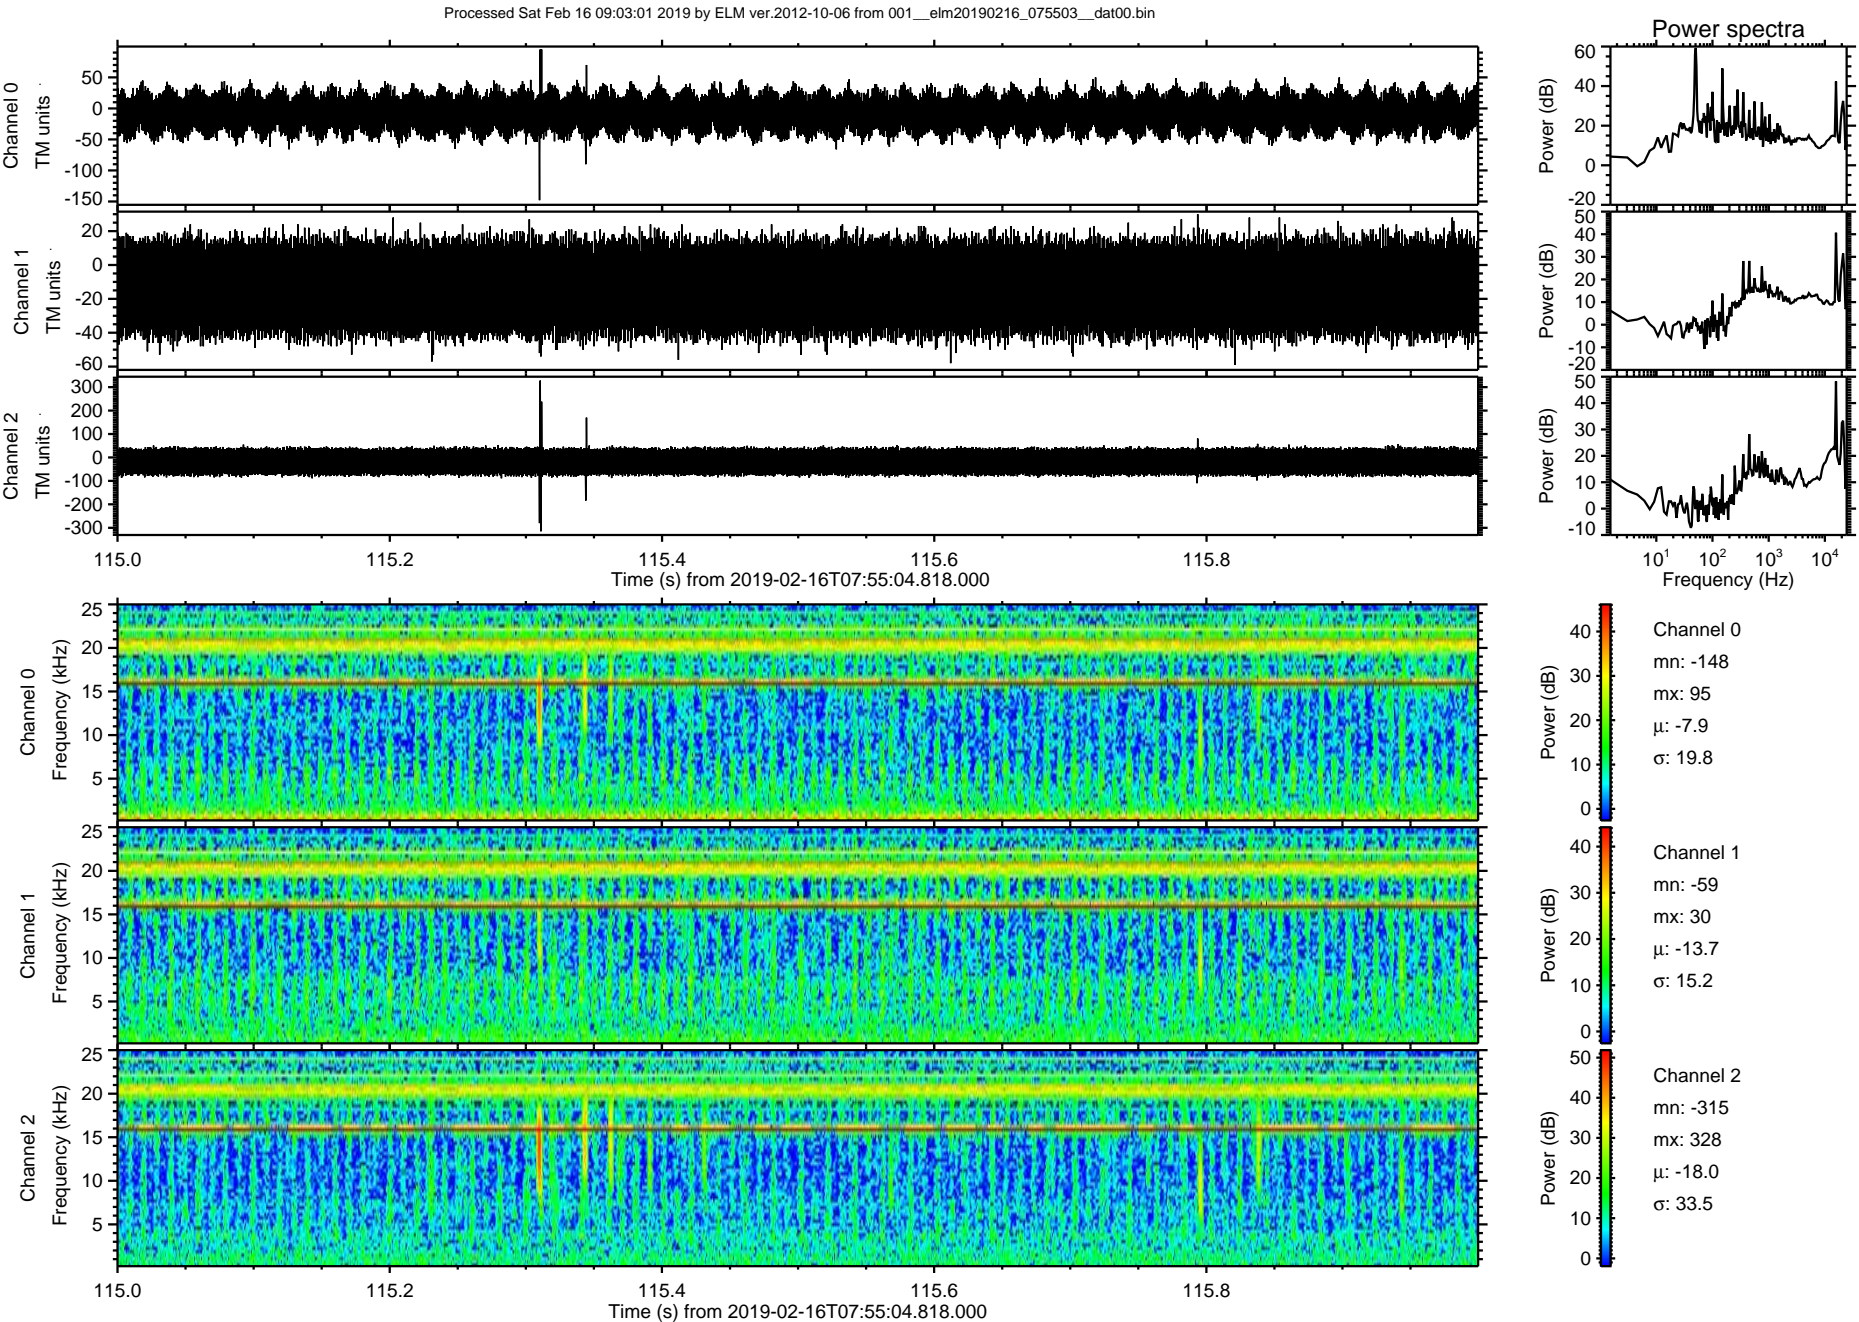 Processed Sat Feb 16 09:03:01 2019 by ELM ver.2012-10-06 from 001__elm20190216_075503__dat00.bin
Power spectra
Channel 0
TM units
50
0
-50
-100
-150
Power (dB)
60
40
20
0
-20
Channel 1
TM units
20
0
-20
-40
-60
Power (dB)
50
40
30
20
10
0
-10
-20
Channel 2
TM units
300
200
100
0
-100
-200
-300
Power (dB)
50
40
30
20
10
0
-10
115.0 115.2 115.4 115.6 115.8
Time (s) from 2019-02-16T07:55:04.818.000
10^1 10^2 10^3 10^4
Frequency (Hz)
Channel 0
Frequency (kHz)
25
20
15
10
5
Power (dB)
40
30
20
10
0
Channel 0
mn: -148
mx: 95
μ: -7.9
σ: 19.8
Channel 1
Frequency (kHz)
25
20
15
10
5
Power (dB)
40
30
20
10
0
Channel 1
mn: -59
mx: 30
μ: -13.7
σ: 15.2
Channel 2
Frequency (kHz)
25
20
15
10
5
Power (dB)
50
40
30
20
10
0
Channel 2
mn: -315
mx: 328
μ: -18.0
σ: 33.5
115.0 115.2 115.4 115.6 115.8
Time (s) from 2019-02-16T07:55:04.818.000